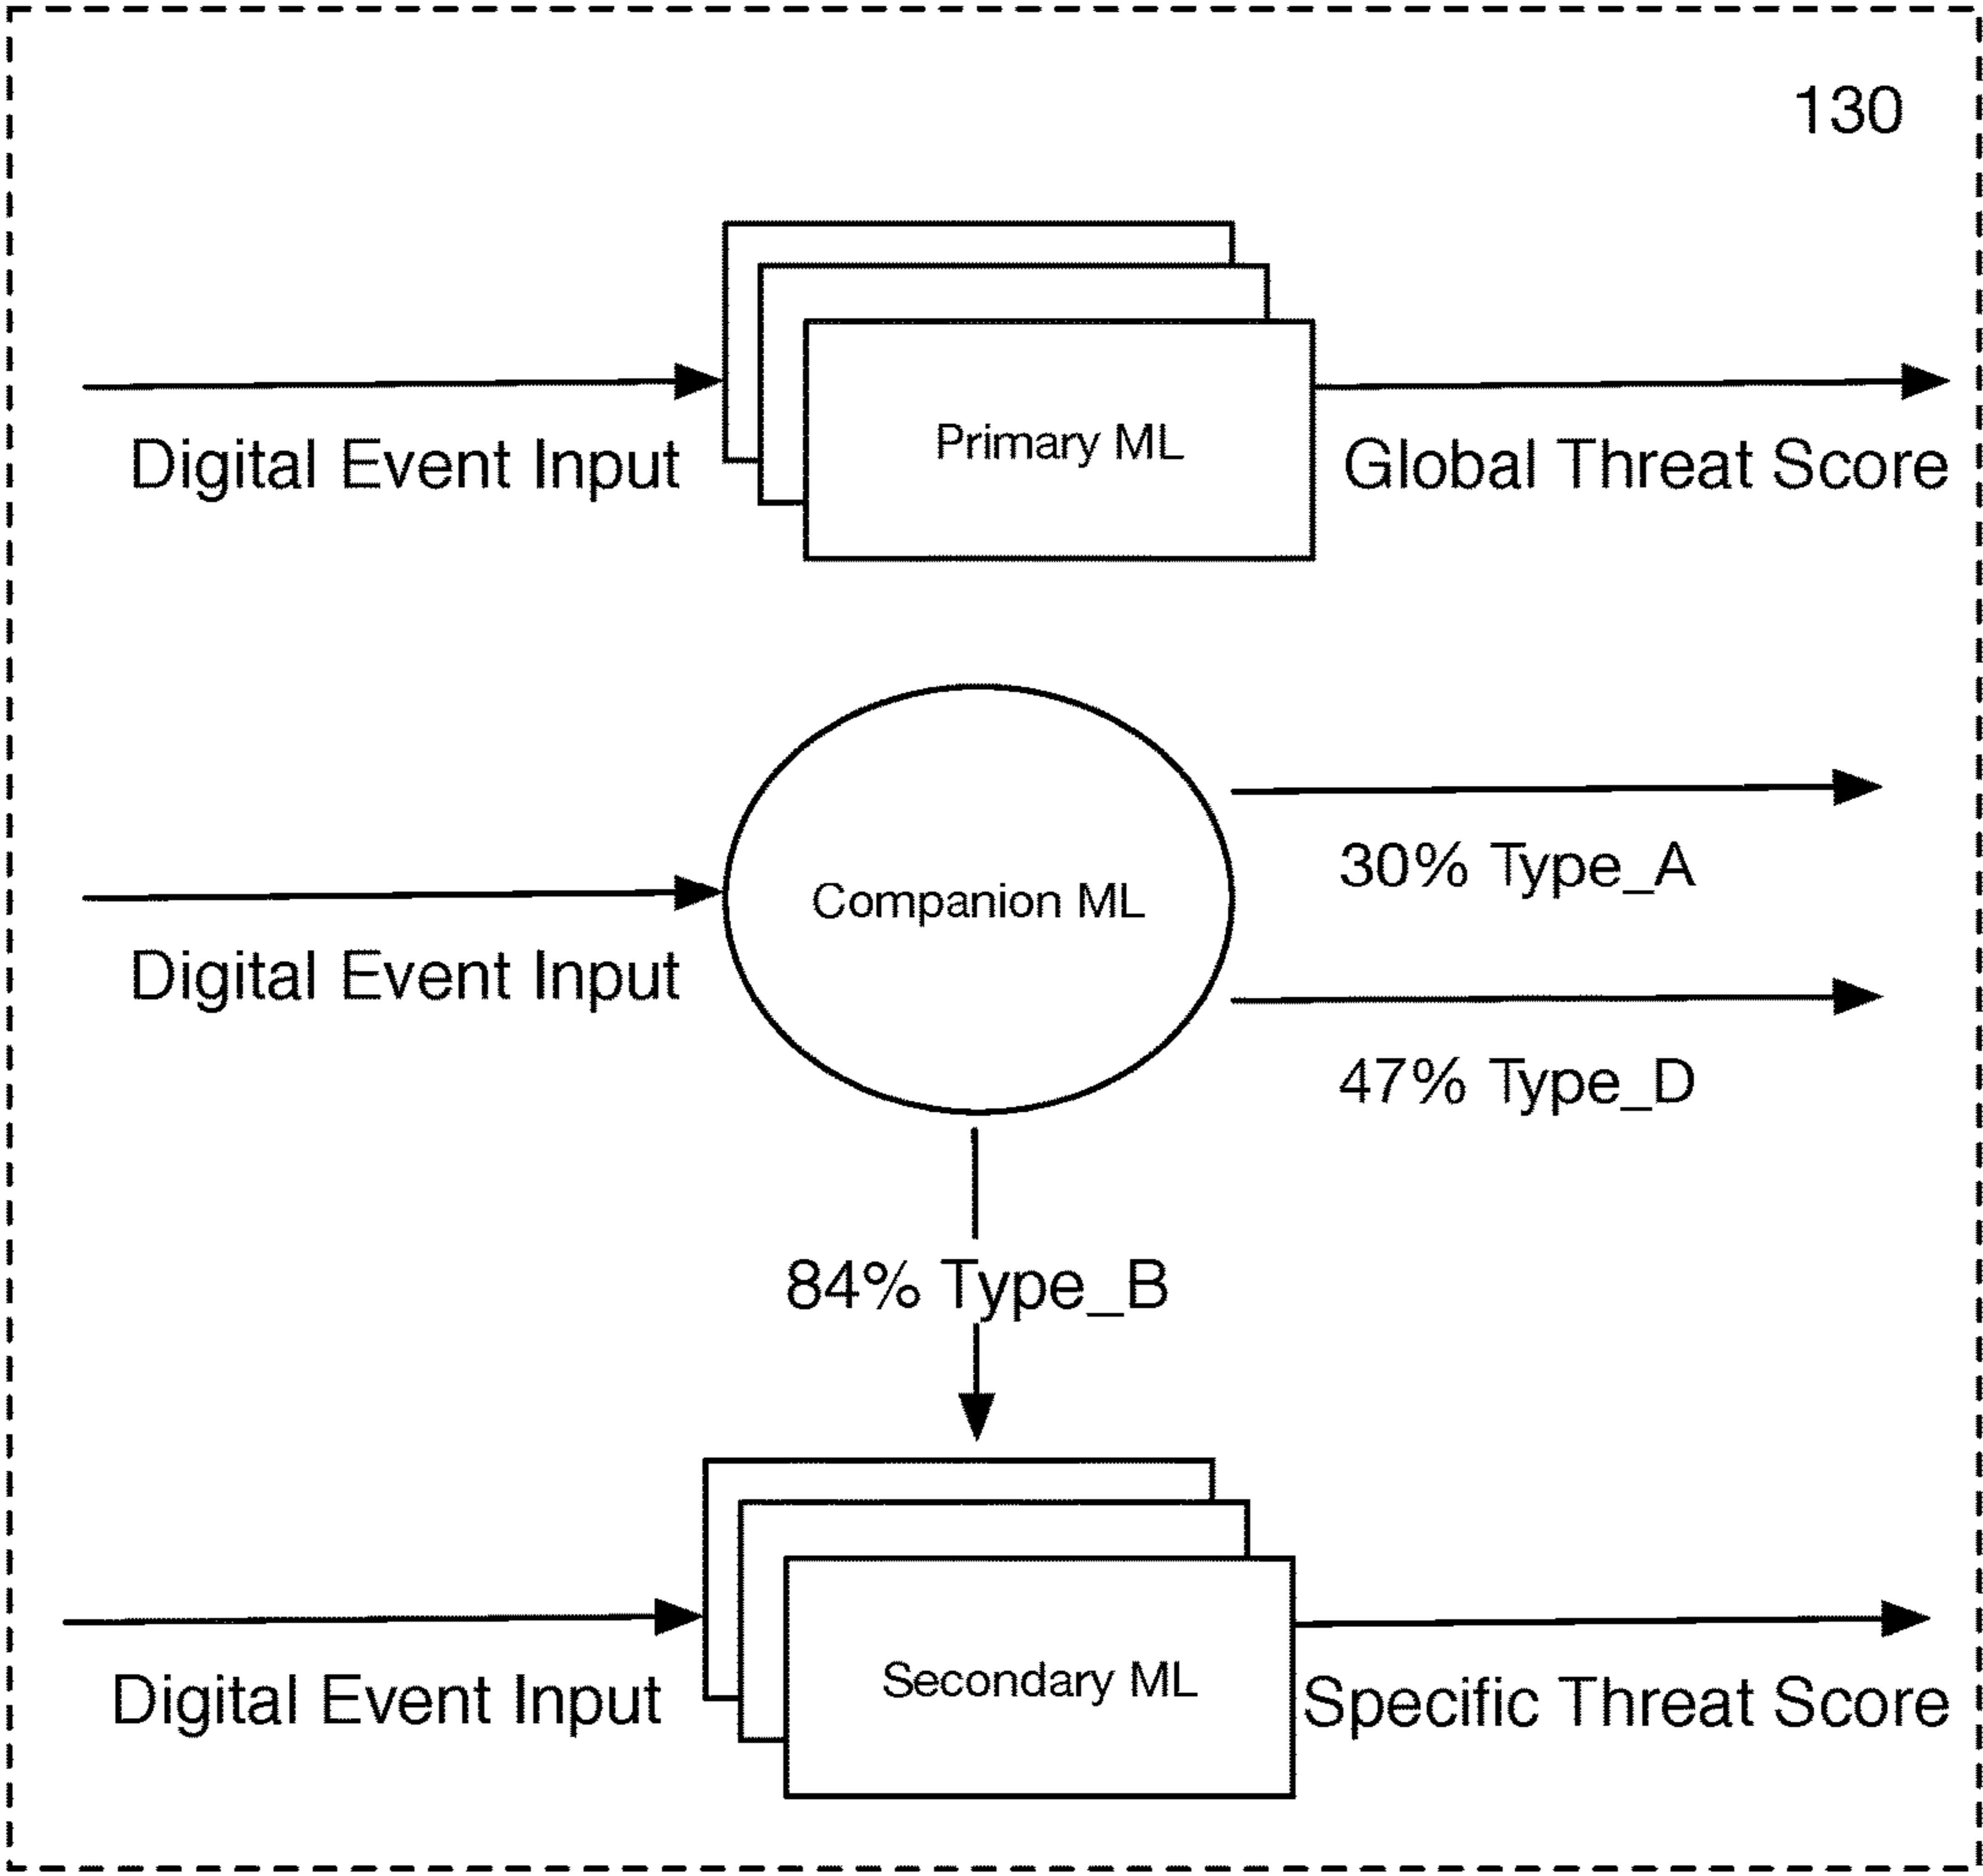 130
Primary ML
Digital Event Input
Global Threat Score
30% Type_A
Companion ML
Digital Event Input
47% Type_D
84% Type_B
Secondary ML
Digital Event Input
Specific Threat Score